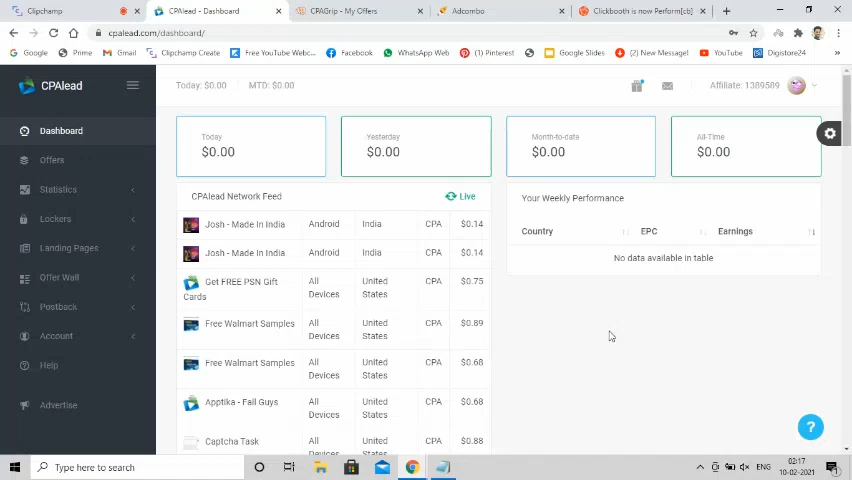 Clipchamp
CPAlead - Dashboard
CPAGrip - My Offers
Adcombo
Clickbooth is now Perform[cb]
cpalead.com/dashboard/
Google
Prime
Gmail
Clipchamp Create
Free YouTube Webc...
Facebook
WhatsApp Web
(1) Pinterest
Google Slides
(2) New Message!
YouTube
Digistore24
CPAlead
Today: $0.00
MTD: $0.00
Affiliate: 1389589
Dashboard
Offers
Statistics
Lockers
Landing Pages
Offer Wall
Postback
Account
Help
Advertise
Today
$0.00
Yesterday
$0.00
Month-to-date
$0.00
All-Time
$0.00
CPAlead Network Feed
Live
Josh - Made In India Android India CPA $0.14
Josh - Made In India Android India CPA $0.14
Get FREE PSN Gift Cards All Devices United States CPA $0.75
Free Walmart Samples All Devices United States CPA $0.89
Free Walmart Samples All Devices United States CPA $0.68
Apptika - Fall Guys All Devices United States CPA $0.68
Captcha Task All Devices United States CPA $0.88
Your Weekly Performance
Country EPC Earnings
No data available in table
?
Type here to search
ENG
02:17
10-02-2021
1